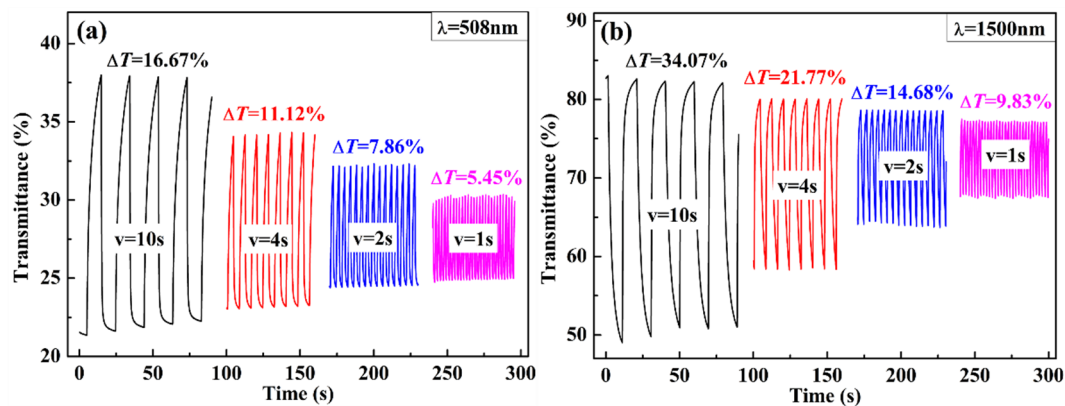 (a)
λ=508nm
ΔT=16.67%
ΔT=11.12%
ΔT=7.86%
ΔT=5.45%
v=10s
v=4s
v=2s
v=1s
Transmittance (%)
40
35
30
25
20
0
50
100
150
200
250
300
Time (s)
(b)
λ=1500nm
ΔT=34.07%
ΔT=21.77%
ΔT=14.68%
ΔT=9.83%
v=10s
v=4s
v=2s
v=1s
Transmittance (%)
90
80
70
60
50
0
50
100
150
200
250
300
Time (s)